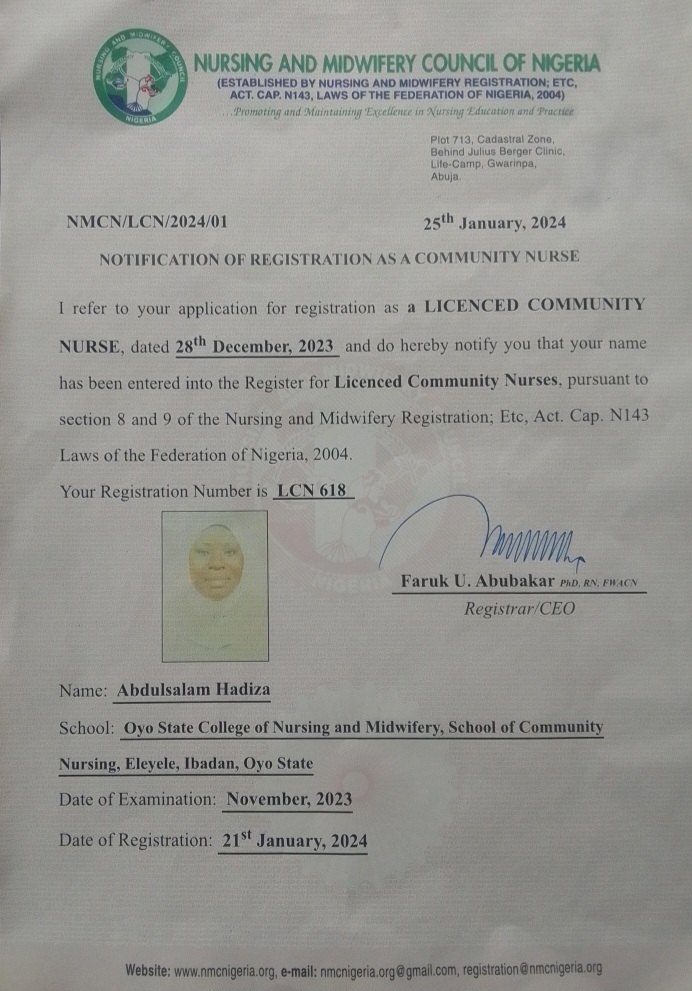 NURSING AND MIDWIFERY COUNCIL
NIGERIA
NURSING AND MIDWIFERY COUNCIL OF NIGERIA
(ESTABLISHED BY NURSING AND MIDWIFERY REGISTRATION; ETC,
ACT. CAP. N143, LAWS OF THE FEDERATION OF NIGERIA, 2004)
...Promoting and Maintaining Excellence in Nursing Education and Practice
Plot 713, Cadastral Zone,
Behind Julius Berger Clinic,
Life-Camp, Gwarinpa,
Abuja.
NMCN/LCN/2024/01 25th January, 2024
NOTIFICATION OF REGISTRATION AS A COMMUNITY NURSE
I refer to your application for registration as a LICENCED COMMUNITY
NURSE, dated 28th December, 2023 and do hereby notify you that your name
has been entered into the Register for Licenced Community Nurses, pursuant to
section 8 and 9 of the Nursing and Midwifery Registration; Etc, Act. Cap. N143
Laws of the Federation of Nigeria, 2004.
Your Registration Number is LCN 618
NIGERIA
Faruk U. Abubakar PhD, RN, FWACN
Registrar/CEO
Name: Abdulsalam Hadiza
School: Oyo State College of Nursing and Midwifery, School of Community
Nursing, Eleyele, Ibadan, Oyo State
Date of Examination: November, 2023
Date of Registration: 21st January, 2024
Website: www.nmcnigeria.org, e-mail: nmcnigeria.org@gmail.com, registration@nmcnigeria.org